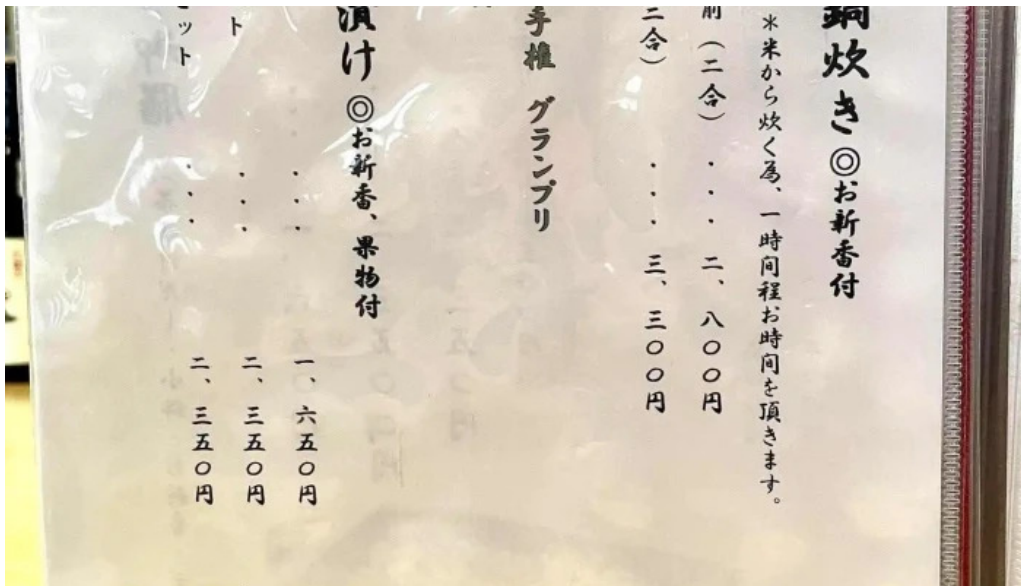 鍋炊き◎お新香付
＊米から炊く為、一時間程お時間を頂きます。
前（二合）・・・二、八〇〇円
二合）・・・三、三〇〇円
手権 グランプリ
漬け◎お新香、果物付
・・・一、六五〇円
ト・・・二、三五〇円
ット・・・二、三五〇円